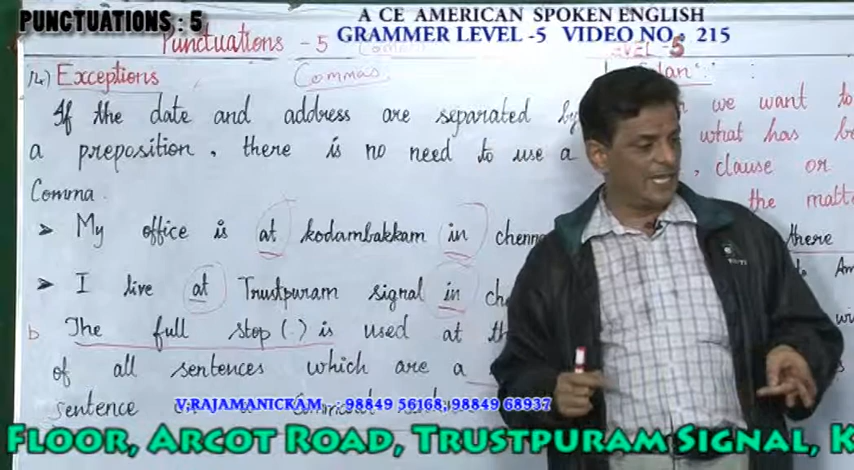 PUNCTUATIONS : 5
A CE AMERICAN SPOKEN ENGLISH
GRAMMER LEVEL -5 VIDEO NO : 215
Punctuations - 5
LEVEL - 5
14) Exceptions
Commas
If the date and address are separated by
a preposition, there is no need to use a
Comma.
➤ My office is at kodambakkam in chenn
➤ I live at Trustpuram signal in ch
b The full stop (.) is used at th
of all sentences which are a
sentence
we want to
what has be
, clause or
the matt
there
V;RAJAMANICKAM, : 98849 56168; 98849 68937
FLOOR, ARCOT ROAD, TRUSTPURAM SIGNAL, K